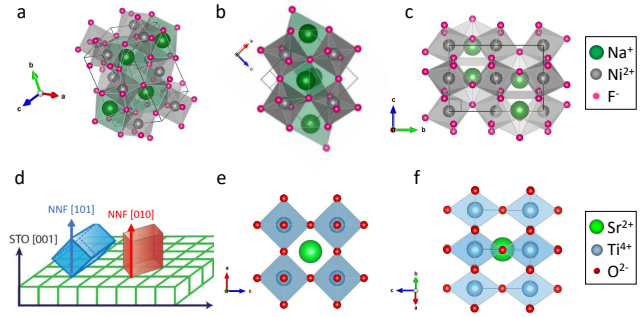 a
b
c
b
a
c
c
b
Na⁺
Ni²⁺
F⁻
d
e
f
NNF [101]
NNF [010]
STO [001]
a
c
b
c
a
Sr²⁺
Ti⁴⁺
O²⁻